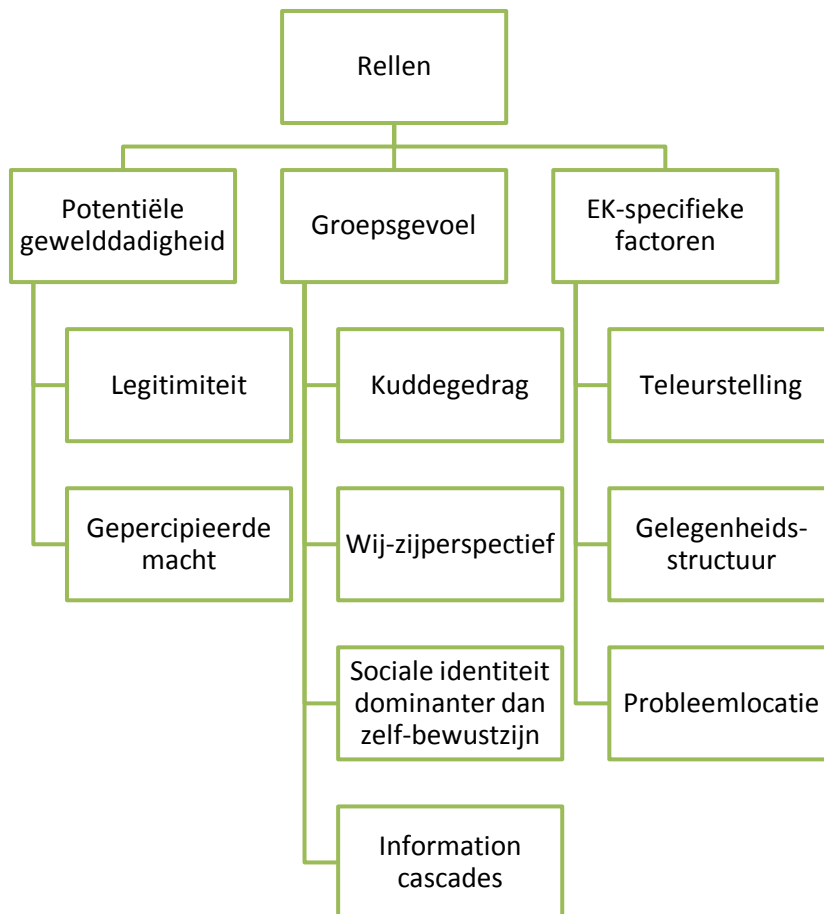 Rellen
Potentiële
gewelddadigheid
Groepsgevoel
EK-specifieke
factoren
Legitimiteit
Kuddegedrag
Teleurstelling
Gepercipieerde
macht
Wij-zijperspectief
Gelegenheids-
structuur
Sociale identiteit
dominanter dan
zelf-bewustzijn
Probleemlocatie
Information
cascades